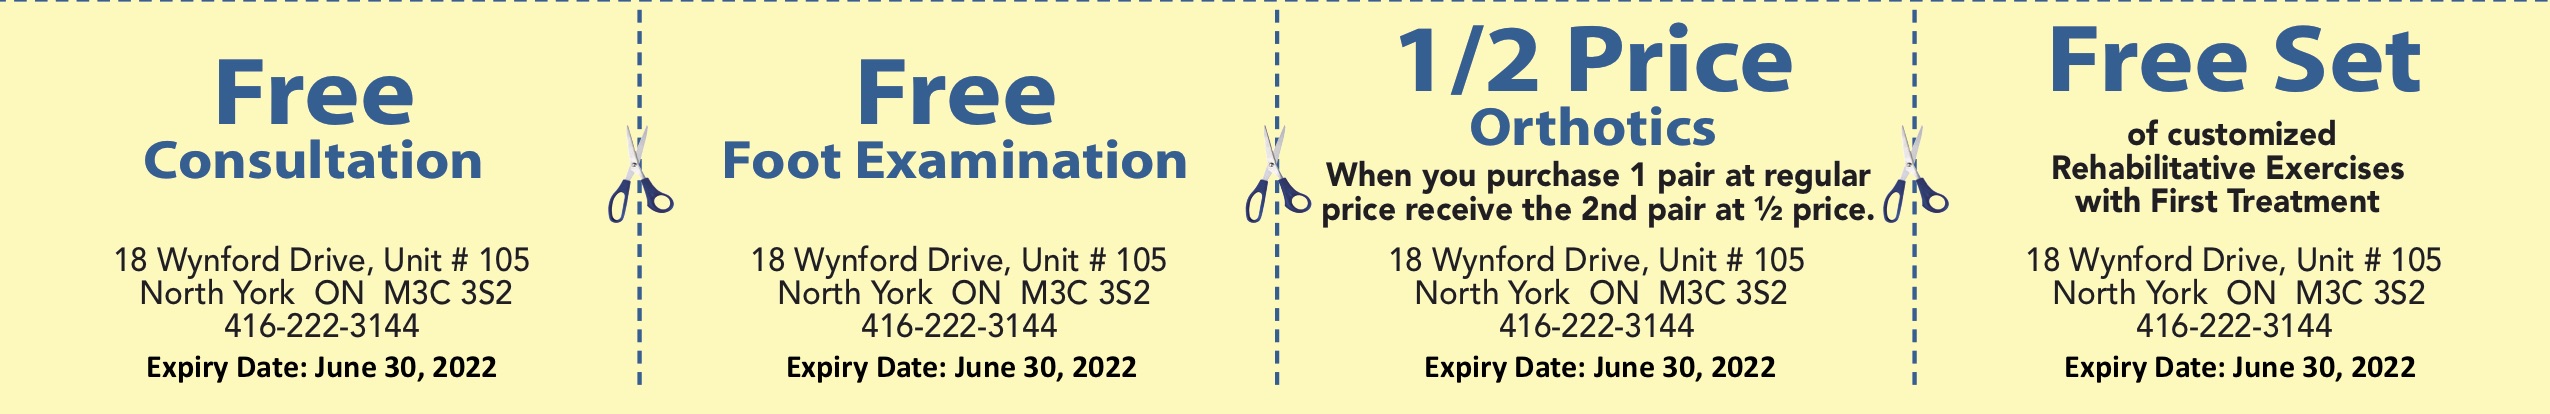 Free
Consultation
18 Wynford Drive, Unit # 105
North York  ON  M3C 3S2
416-222-3144
Expiry Date: June 30, 2022
Free
Foot Examination
18 Wynford Drive, Unit # 105
North York  ON  M3C 3S2
416-222-3144
Expiry Date: June 30, 2022
1/2 Price
Orthotics
When you purchase 1 pair at regular
price receive the 2nd pair at ½ price.
18 Wynford Drive, Unit # 105
North York  ON  M3C 3S2
416-222-3144
Expiry Date: June 30, 2022
Free Set
of customized
Rehabilitative Exercises
with First Treatment
18 Wynford Drive, Unit # 105
North York  ON  M3C 3S2
416-222-3144
Expiry Date: June 30, 2022